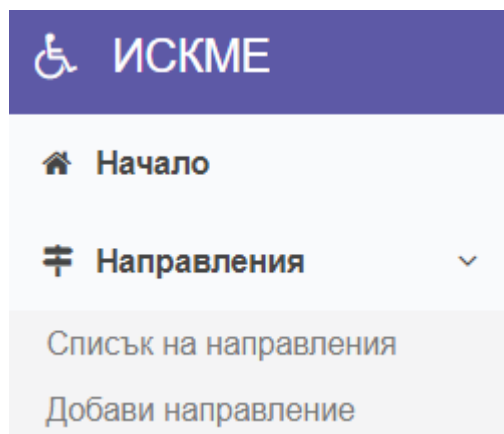 ИСКМЕ
Начало
Направления
Списък на направления
Добави направление